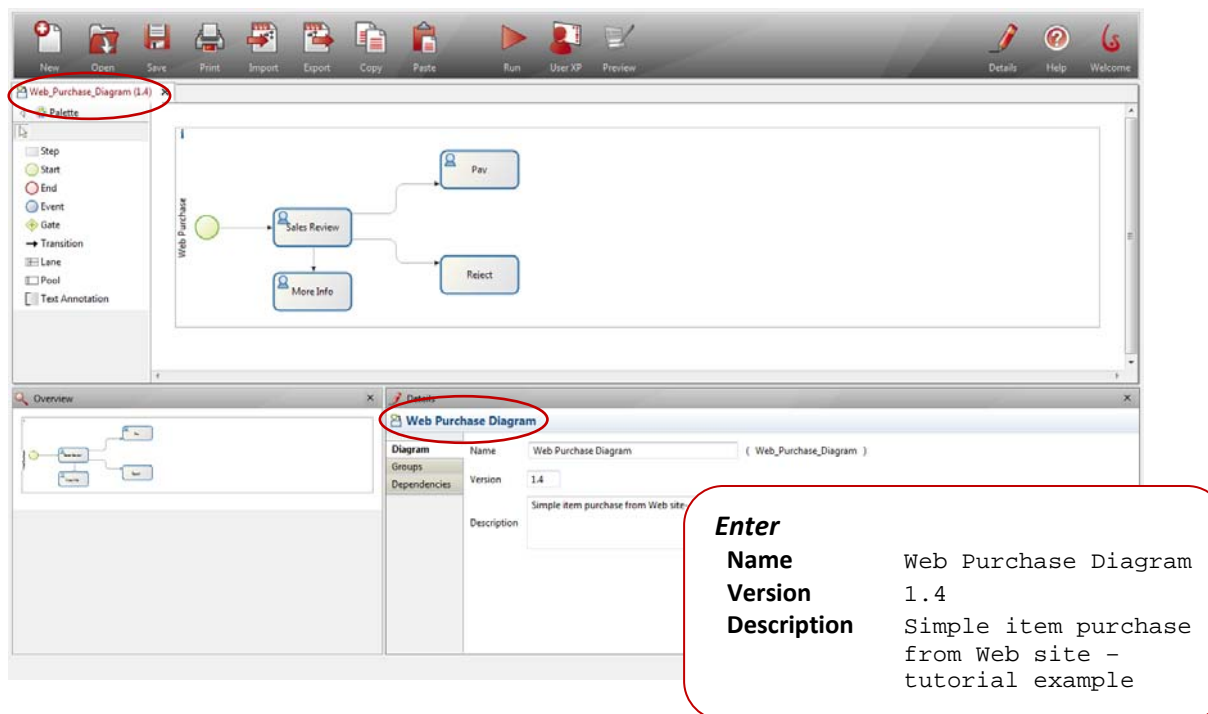 New Open Save Print Import Export Copy Paste Run User XP Preview Details Help Welcome
Web_Purchase_Diagram (1.4)
Palette
Step
Start
End
Event
Gate
Transition
Lane
Pool
Text Annotation
Web Purchase
Sales Review
More Info
Pay
Reject
Overview
Details
Web Purchase Diagram
Diagram
Groups
Dependencies
Name Web Purchase Diagram ( Web_Purchase_Diagram )
Version 1.4
Description Simple item purchase from Web site-
Enter
Name Web Purchase Diagram
Version 1.4
Description Simple item purchase
from Web site –
tutorial example